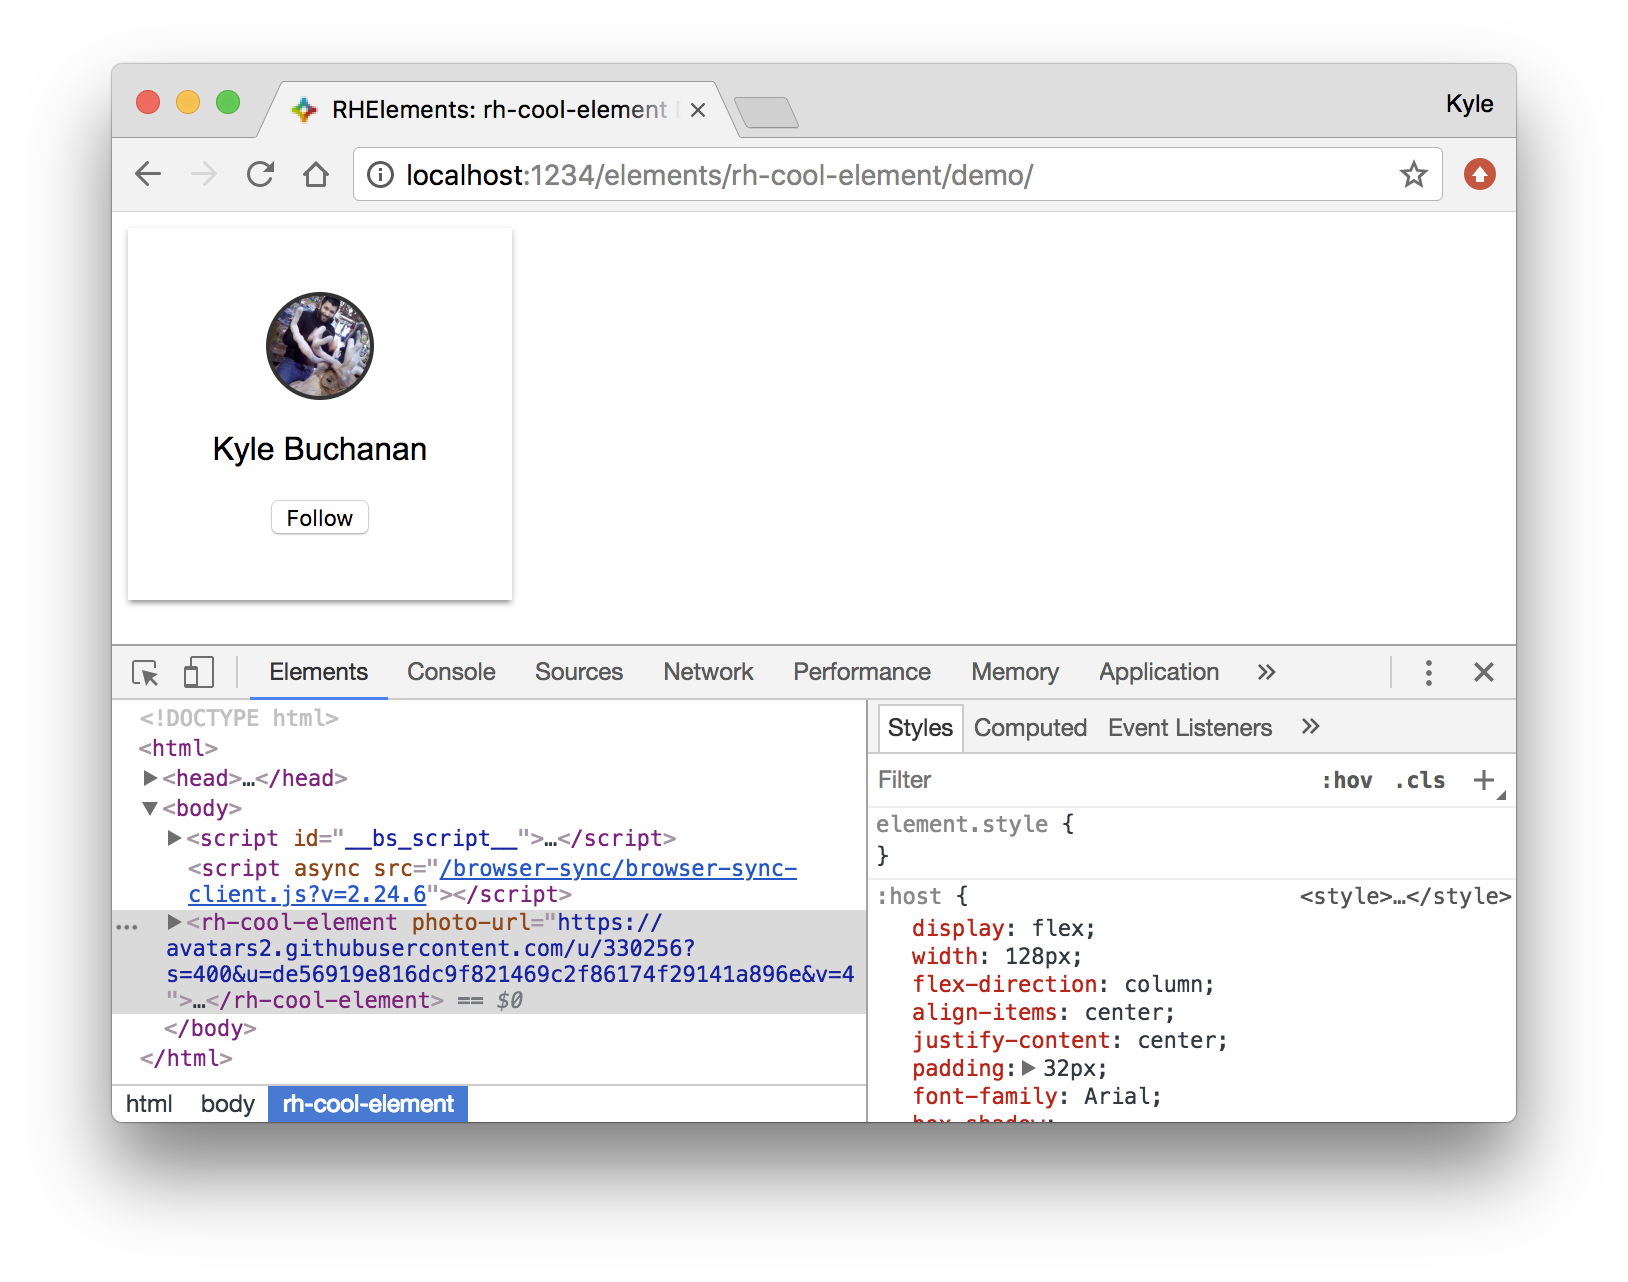 RHElements: rh-cool-element
Kyle
localhost:1234/elements/rh-cool-element/demo/
Kyle Buchanan
Follow
Elements Console Sources Network Performance Memory Application
<!DOCTYPE html>
<html>
<head>…</head>
<body>
<script id="__bs_script__">…</script>
<script async src="/browser-sync/browser-sync-
client.js?v=2.24.6"></script>
<rh-cool-element photo-url="https://
avatars2.githubusercontent.com/u/330256?
s=400&u=de56919e816dc9f821469c2f86174f29141a896e&v=4
">…</rh-cool-element> == $0
</body>
</html>
html body rh-cool-element
Styles Computed Event Listeners
Filter :hov .cls
element.style {
}
:host { <style>…</style>
display: flex;
width: 128px;
flex-direction: column;
align-items: center;
justify-content: center;
padding: 32px;
font-family: Arial;
box-shadow: